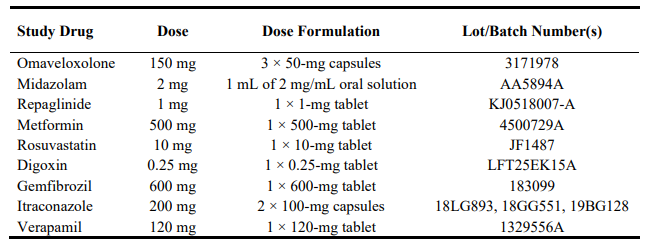 Study Drug Dose Dose Formulation Lot/Batch Number(s)
Omaveloxolone 150 mg 3 × 50-mg capsules 3171978
Midazolam 2 mg 1 mL of 2 mg/mL oral solution AA5894A
Repaglinide 1 mg 1 × 1-mg tablet KJ0518007-A
Metformin 500 mg 1 × 500-mg tablet 4500729A
Rosuvastatin 10 mg 1 × 10-mg tablet JF1487
Digoxin 0.25 mg 1 × 0.25-mg tablet LFT25EK15A
Gemfibrozil 600 mg 1 × 600-mg tablet 183099
Itraconazole 200 mg 2 × 100-mg capsules 18LG893, 18GG551, 19BG128
Verapamil 120 mg 1 × 120-mg tablet 1329556A